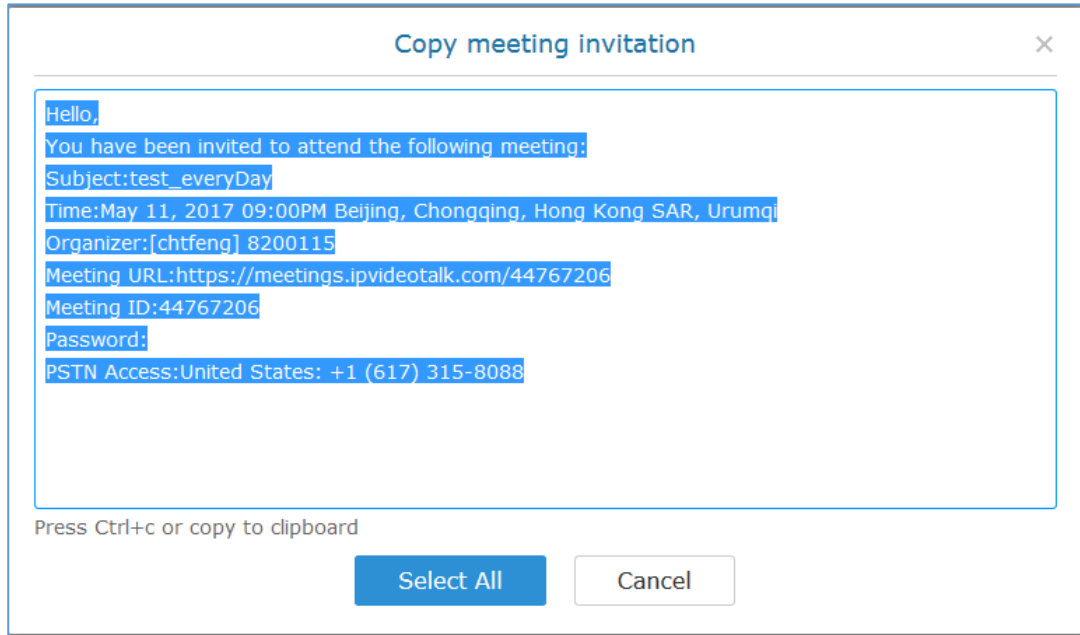 Copy meeting invitation
Hello,
You have been invited to attend the following meeting:
Subject:test_everyDay
Time:May 11, 2017 09:00PM Beijing, Chongqing, Hong Kong SAR, Urumqi
Organizer:[chtfeng] 8200115
Meeting URL:https://meetings.ipvideotalk.com/44767206
Meeting ID:44767206
Password:
PSTN Access:United States: +1 (617) 315-8088
Press Ctrl+c or copy to clipboard
Select All
Cancel